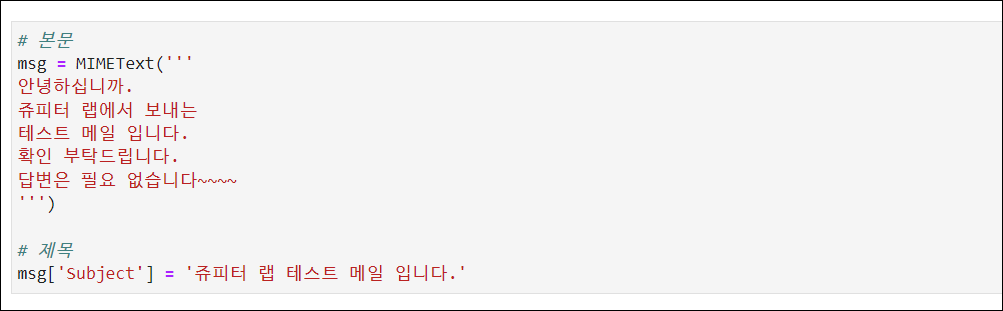 # 본문
msg = MIMEText('''
안녕하십니까.
쥬피터 랩에서 보내는
테스트 메일 입니다.
확인 부탁드립니다.
답변은 필요 없습니다~~~~
''')
# 제목
msg['Subject'] = '쥬피터 랩 테스트 메일 입니다.'